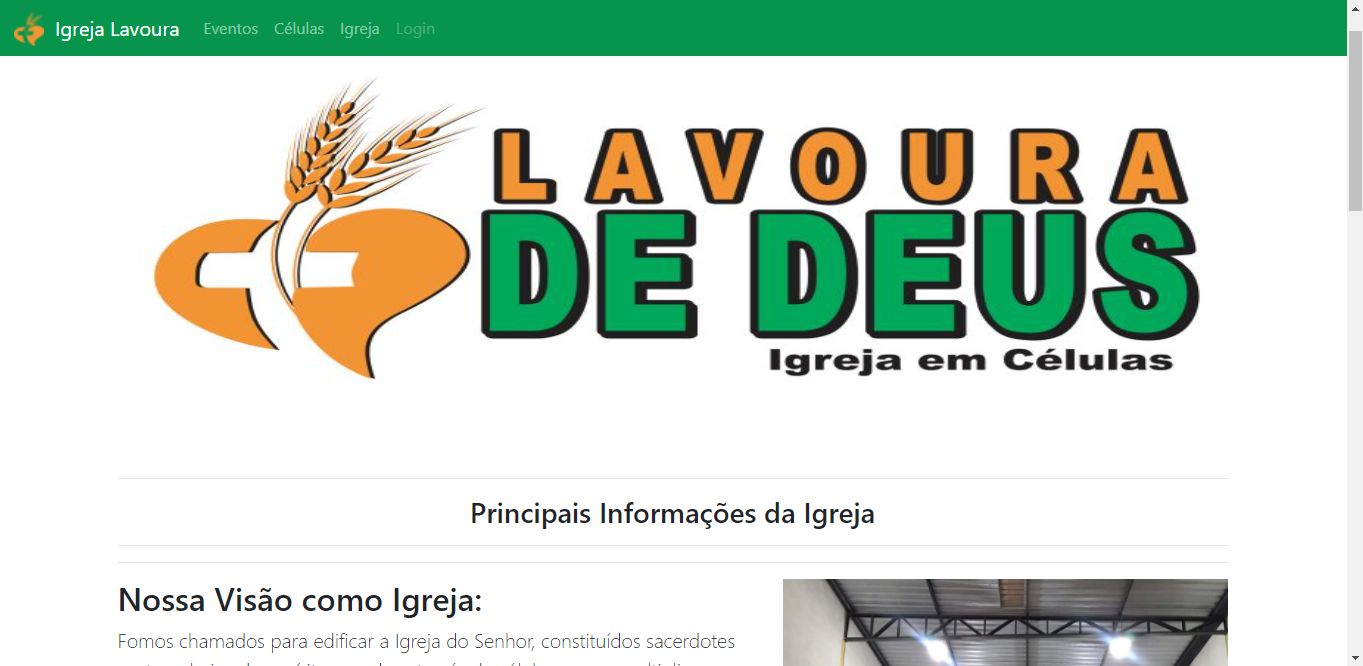 Igreja Lavoura Eventos Células Igreja Login
LAVOURA
DE DEUS
Igreja em Células
Principais Informações da Igreja
Nossa Visão como Igreja:
Fomos chamados para edificar a Igreja do Senhor, constituídos sacerdotes